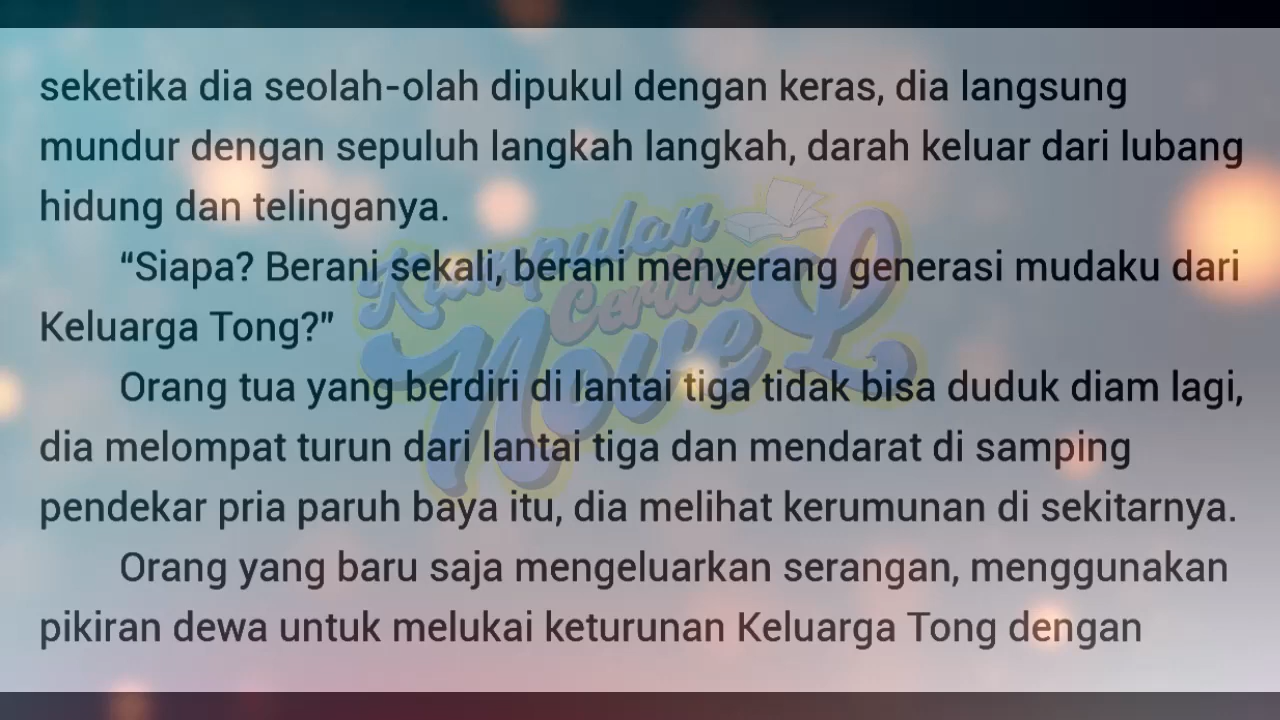 seketika dia seolah-olah dipukul dengan keras, dia langsung
mundur dengan sepuluh langkah langkah, darah keluar dari lubang
hidung dan telinganya.
“Siapa? Berani sekali, berani menyerang generasi mudaku dari
Keluarga Tong?”
Orang tua yang berdiri di lantai tiga tidak bisa duduk diam lagi,
dia melompat turun dari lantai tiga dan mendarat di samping
pendekar pria paruh baya itu, dia melihat kerumunan di sekitarnya.
Orang yang baru saja mengeluarkan serangan, menggunakan
pikiran dewa untuk melukai keturunan Keluarga Tong dengan
Kumpulan
Cerita
Novel